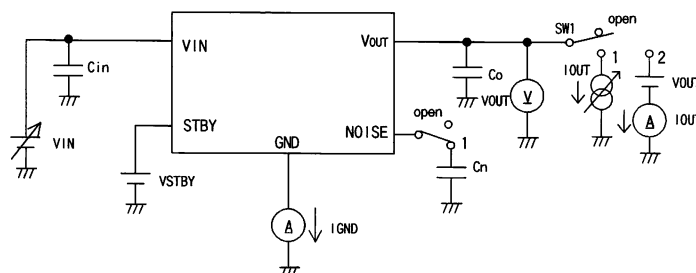 open
SW1
VIN
VOUT
Cin
Co
VOUT
V
IOUT
1
2
VOUT
IOUT
A
open
STBY
NOISE
GND
1
VIN
VSTBY
Cn
A
IGND